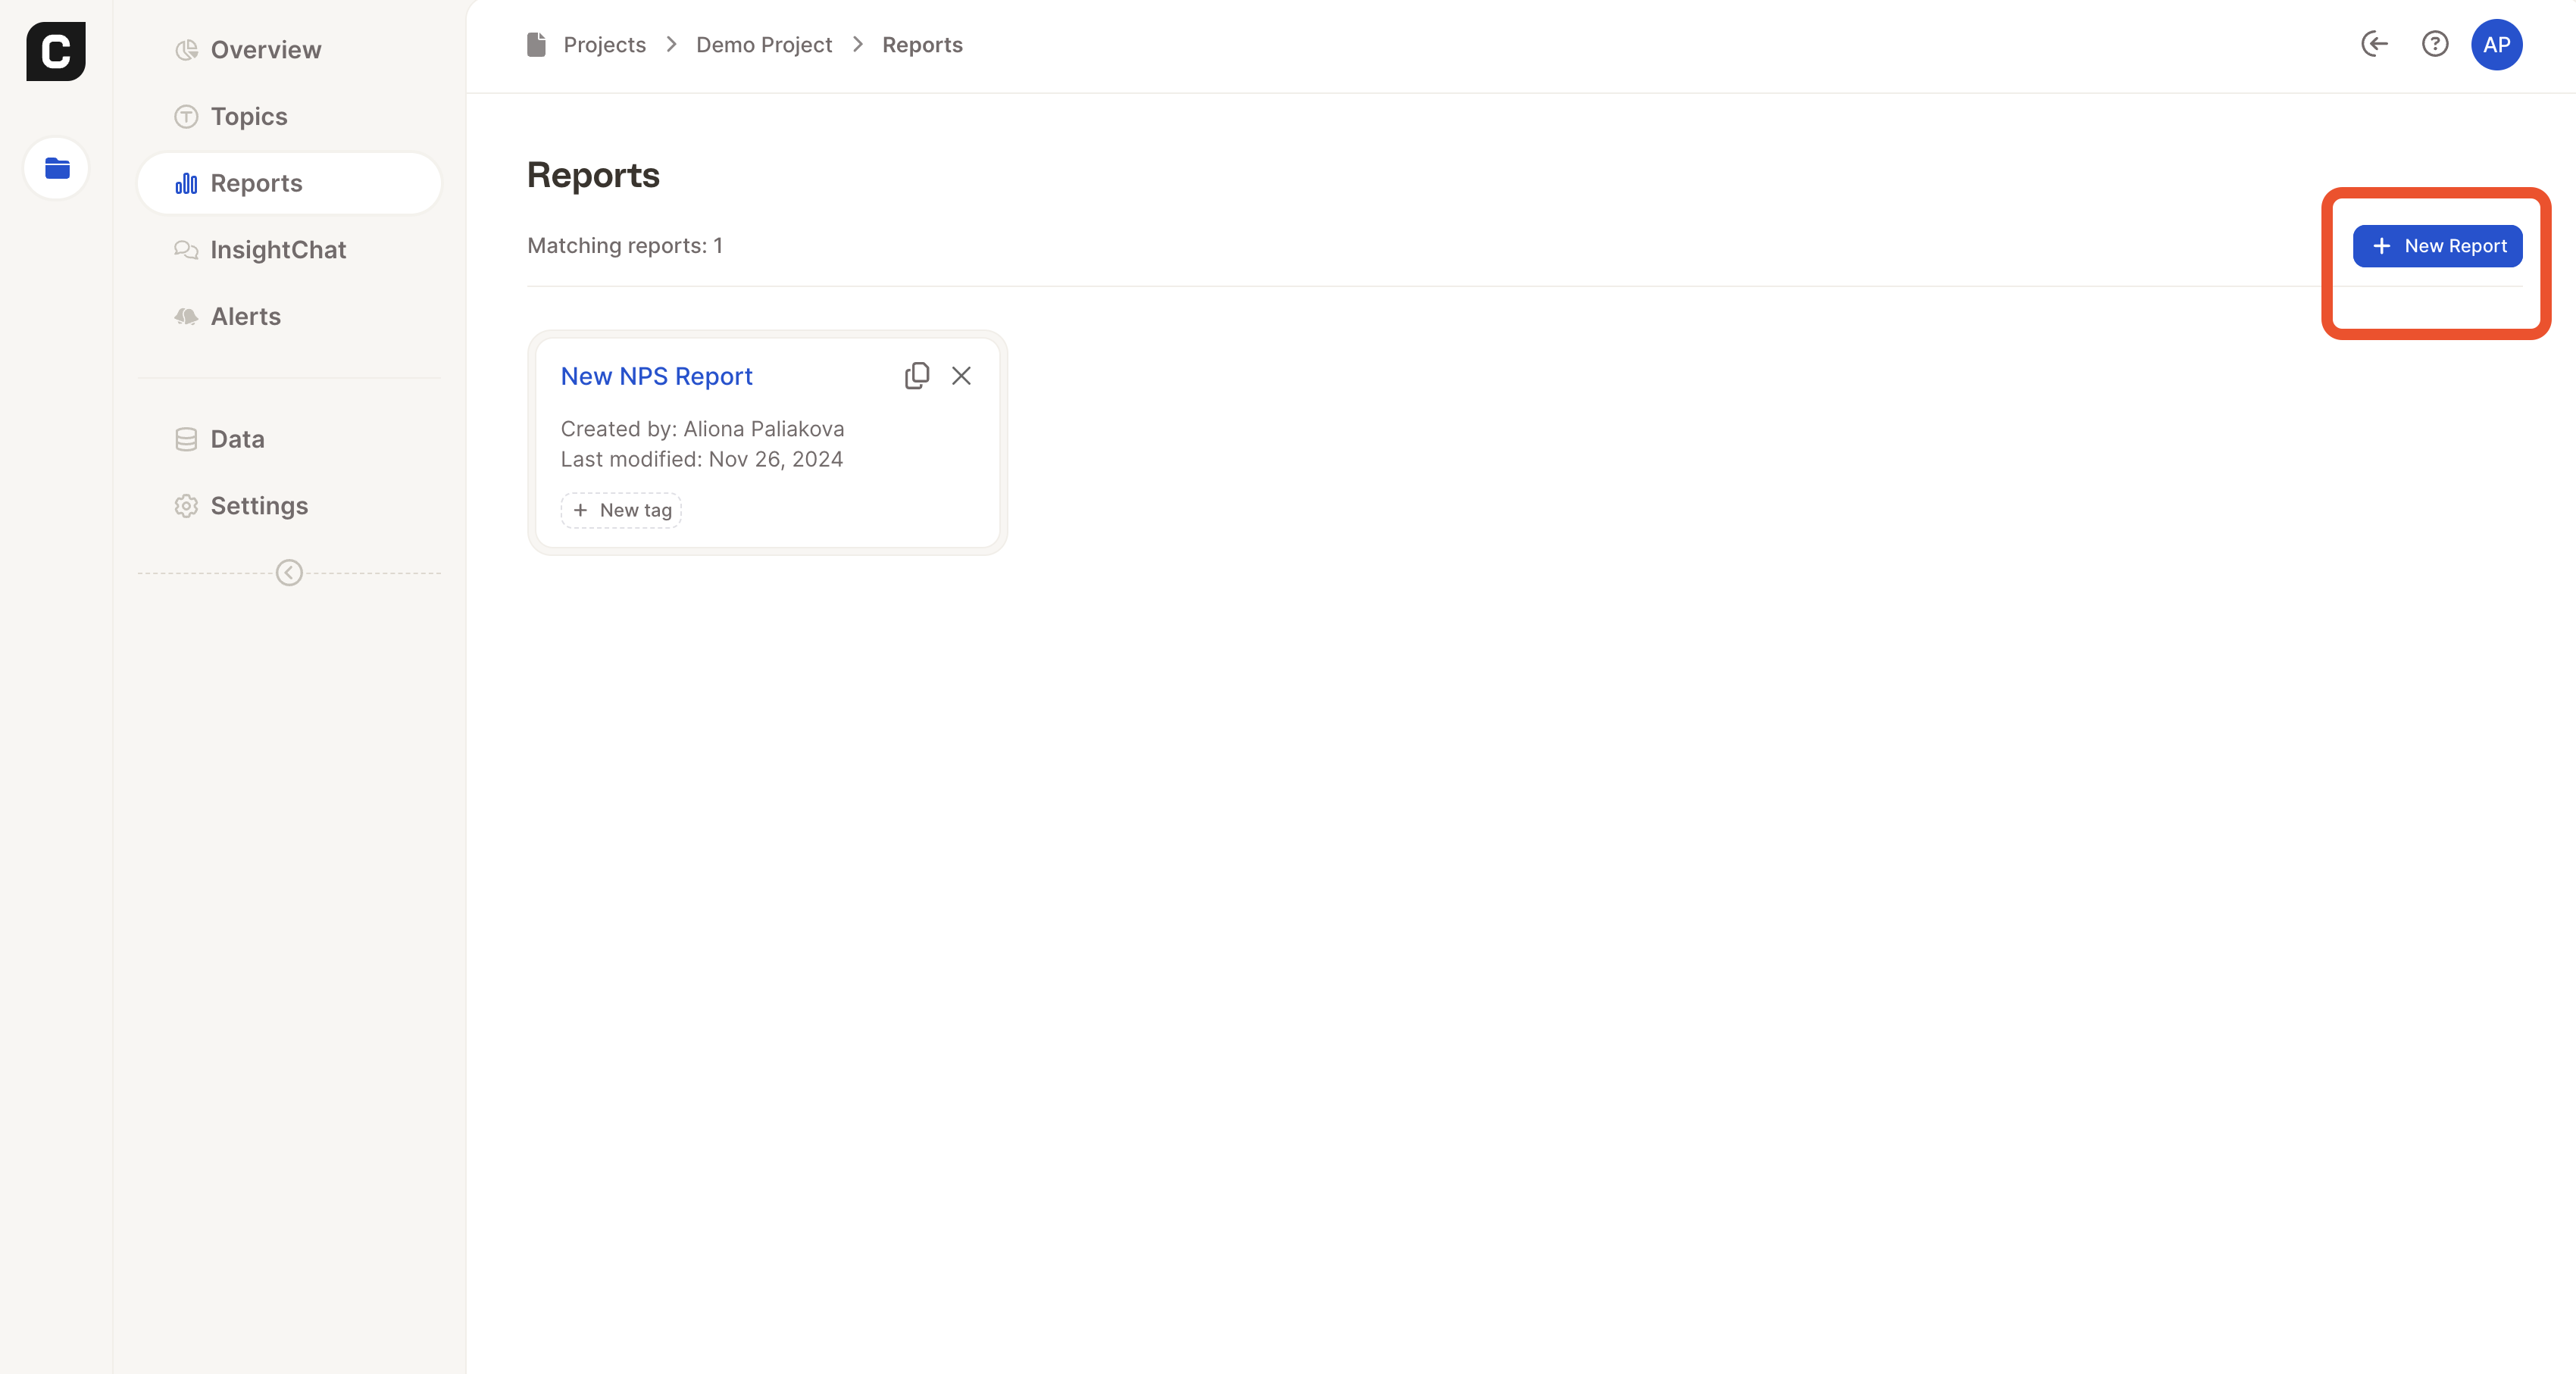 C
Overview
Topics
Reports
InsightChat
Alerts
Data
Settings
Projects > Demo Project > Reports
AP
Reports
Matching reports: 1
+ New Report
New NPS Report
Created by: Aliona Paliakova
Last modified: Nov 26, 2024
+ New tag